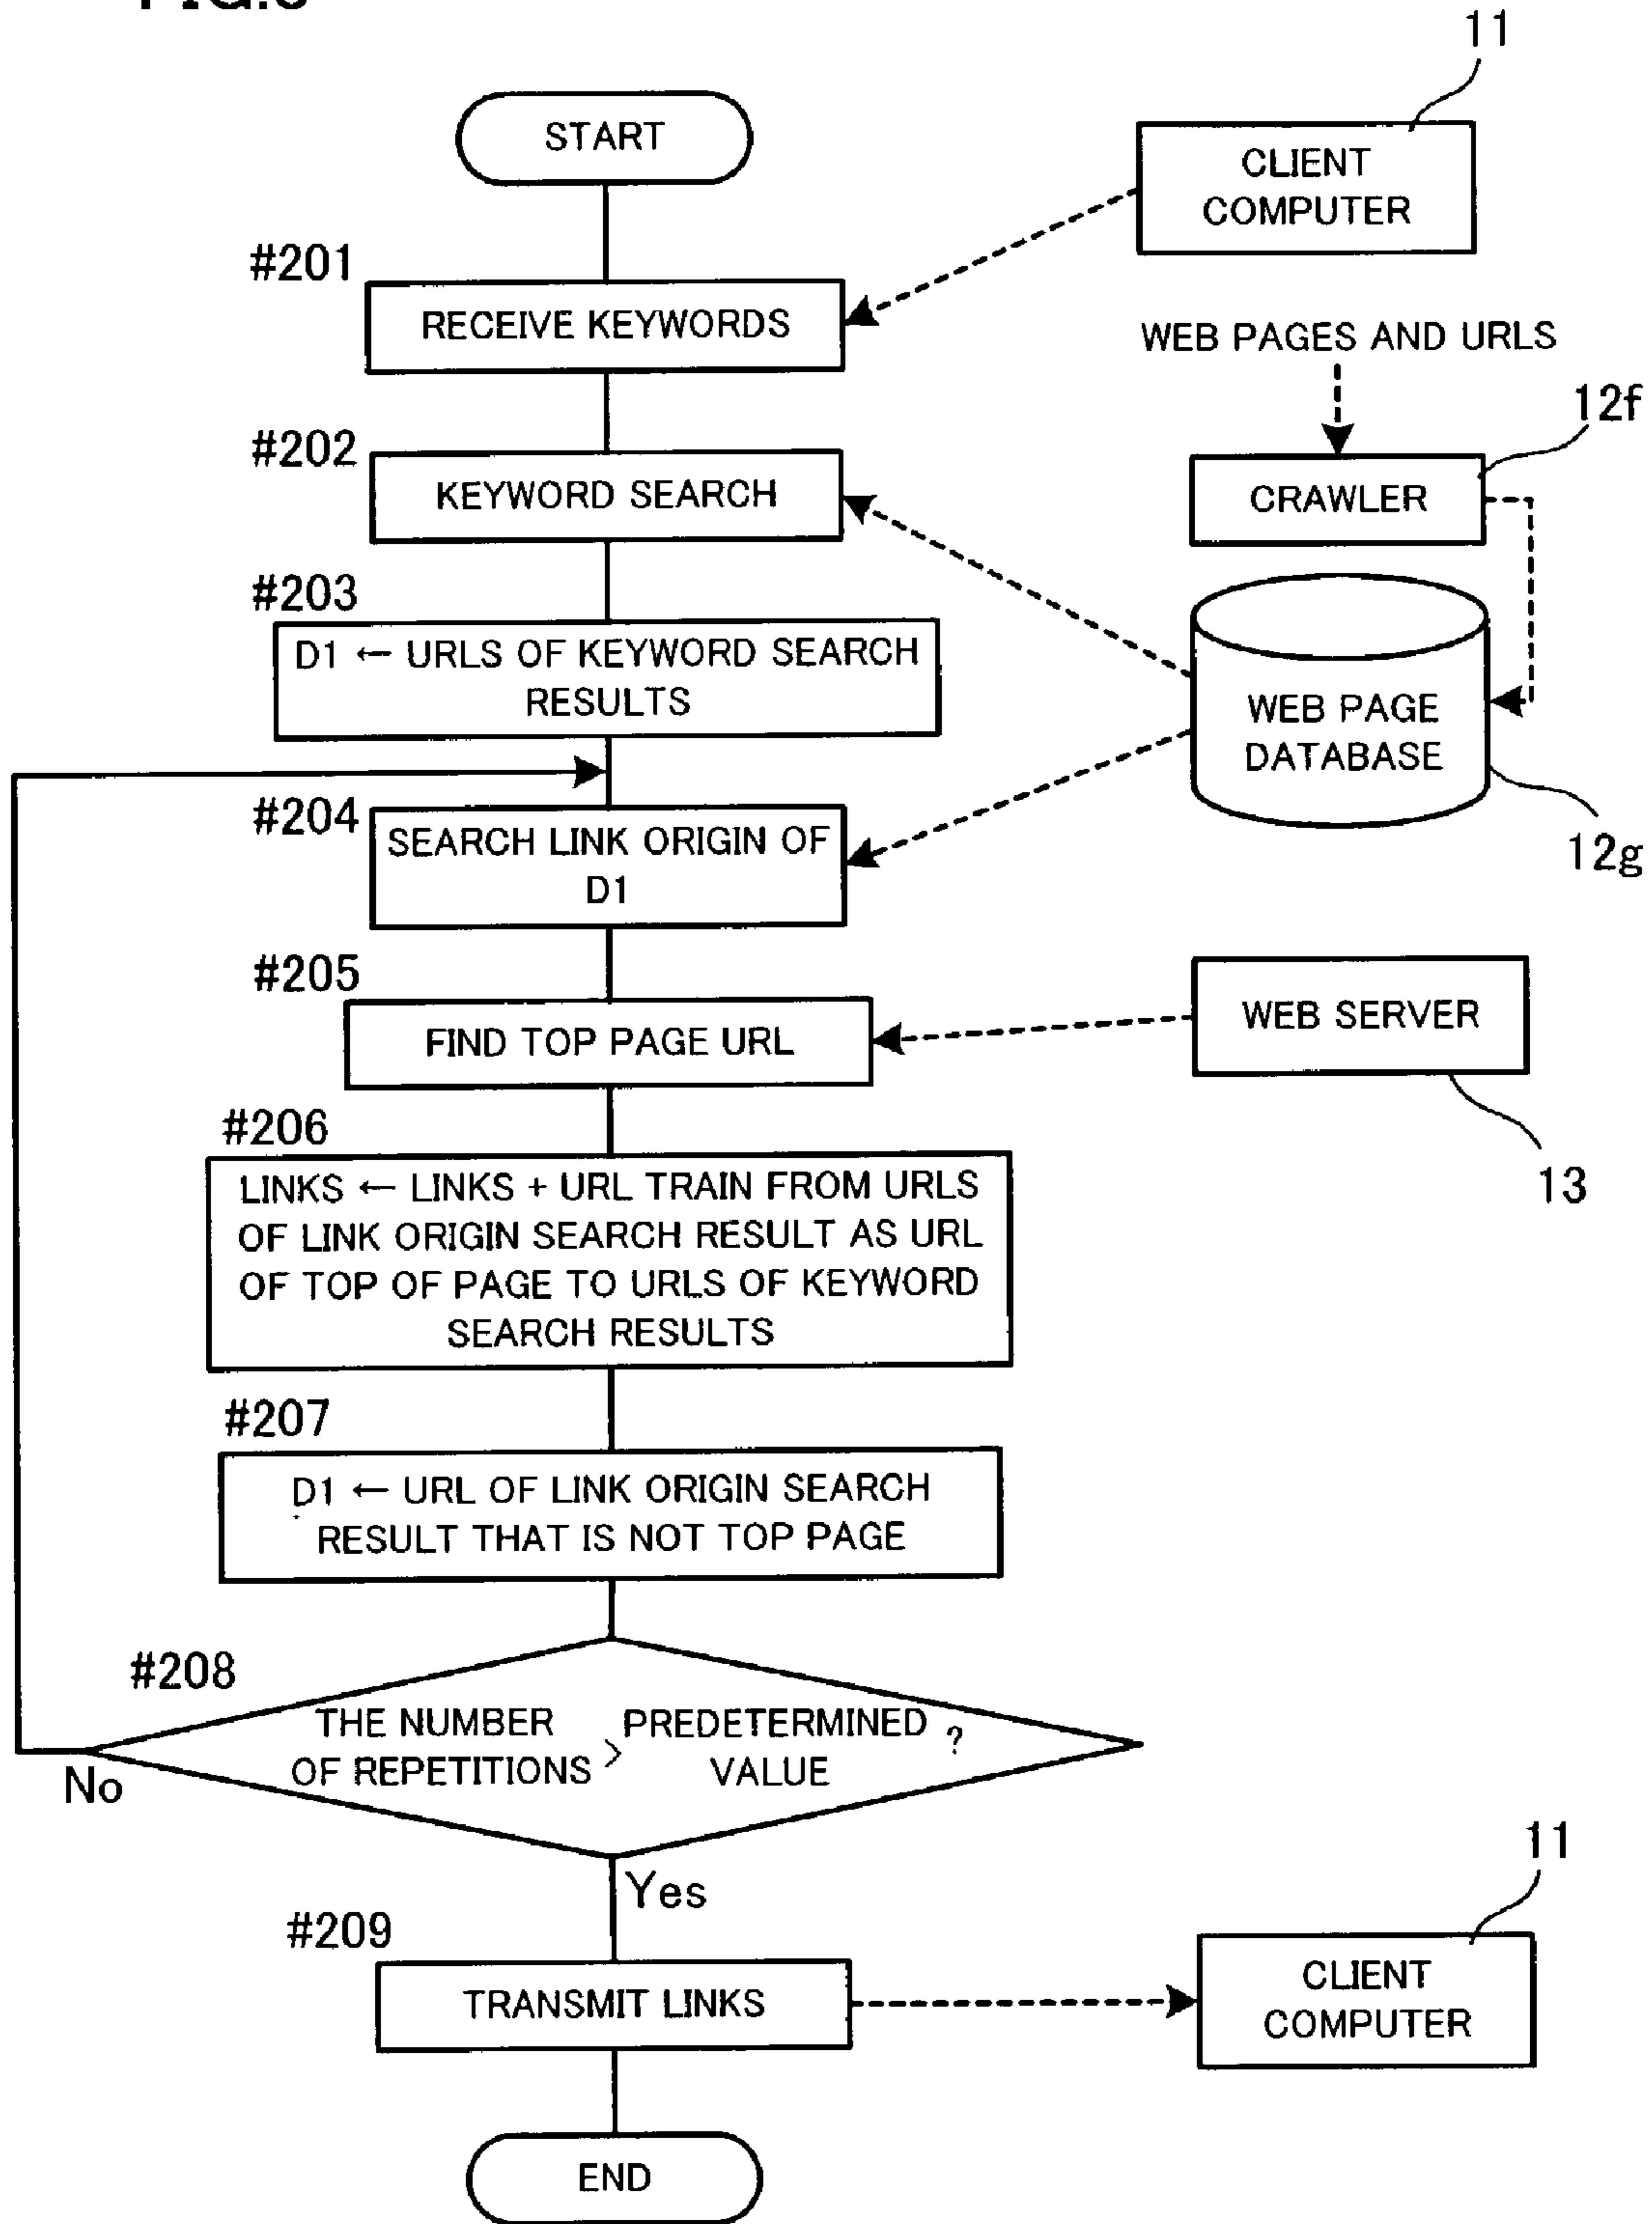 START
11
CLIENT
COMPUTER
#201
RECEIVE KEYWORDS
WEB PAGES AND URLS
12f
#202
KEYWORD SEARCH
CRAWLER
#203
D1 ← URLS OF KEYWORD SEARCH
RESULTS
WEB PAGE
DATABASE
12g
#204
SEARCH LINK ORIGIN OF
D1
#205
FIND TOP PAGE URL
WEB SERVER
13
#206
LINKS ← LINKS + URL TRAIN FROM URLS
OF LINK ORIGIN SEARCH RESULT AS URL
OF TOP OF PAGE TO URLS OF KEYWORD
SEARCH RESULTS
#207
D1 ← URL OF LINK ORIGIN SEARCH
RESULT THAT IS NOT TOP PAGE
#208
THE NUMBER
OF REPETITIONS > PREDETERMINED
VALUE ?
No
Yes
#209
TRANSMIT LINKS
11
CLIENT
COMPUTER
END